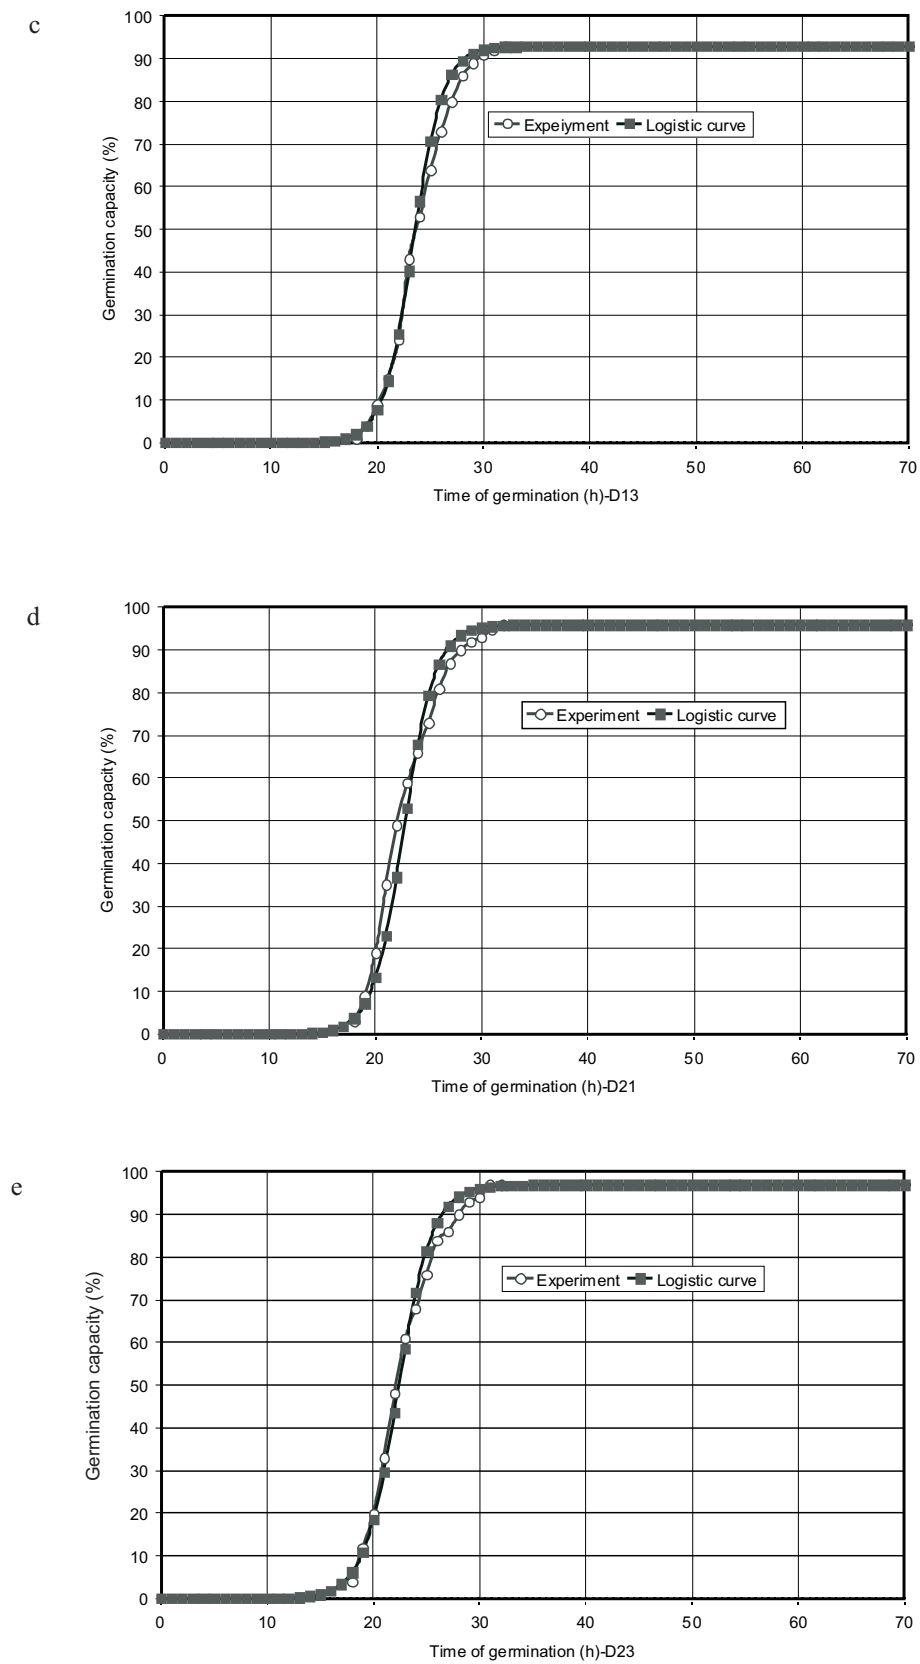 c
100
90
80
70
60
50
40
30
20
10
0
Germination capacity (%)
Expeiyment Logistic curve
0 10 20 30 40 50 60 70
Time of germination (h)-D13
d
100
90
80
70
60
50
40
30
20
10
0
Germination capacity (%)
Experiment Logistic curve
0 10 20 30 40 50 60 70
Time of germination (h)-D21
e
100
90
80
70
60
50
40
30
20
10
0
Germination capacity (%)
Experiment Logistic curve
0 10 20 30 40 50 60 70
Time of germination (h)-D23